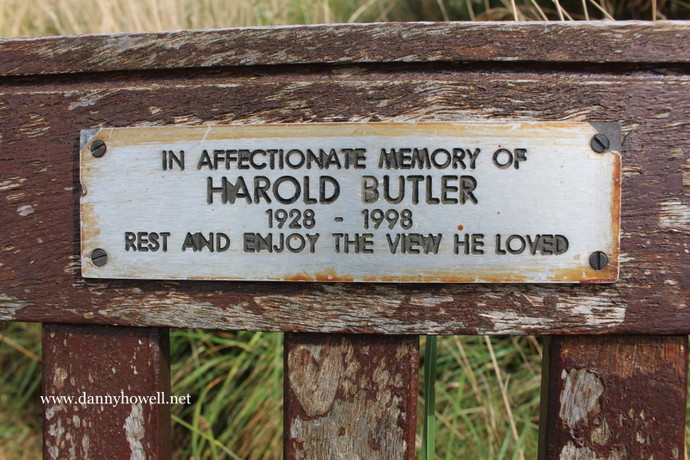 IN AFFECTIONATE MEMORY OF
HAROLD BUTLER
1928 - 1998
REST AND ENJOY THE VIEW HE LOVED
www.dannyhowell.net